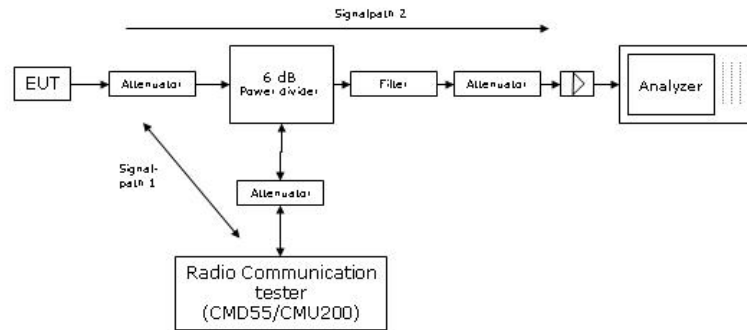 Signalpath 2
EUT
Attenuator
6 dB
Power divider
Filter
Attenuator
Analyzer
Signal-
path 1
Attenuator
Radio Communication
tester
(CMD55/CMU200)